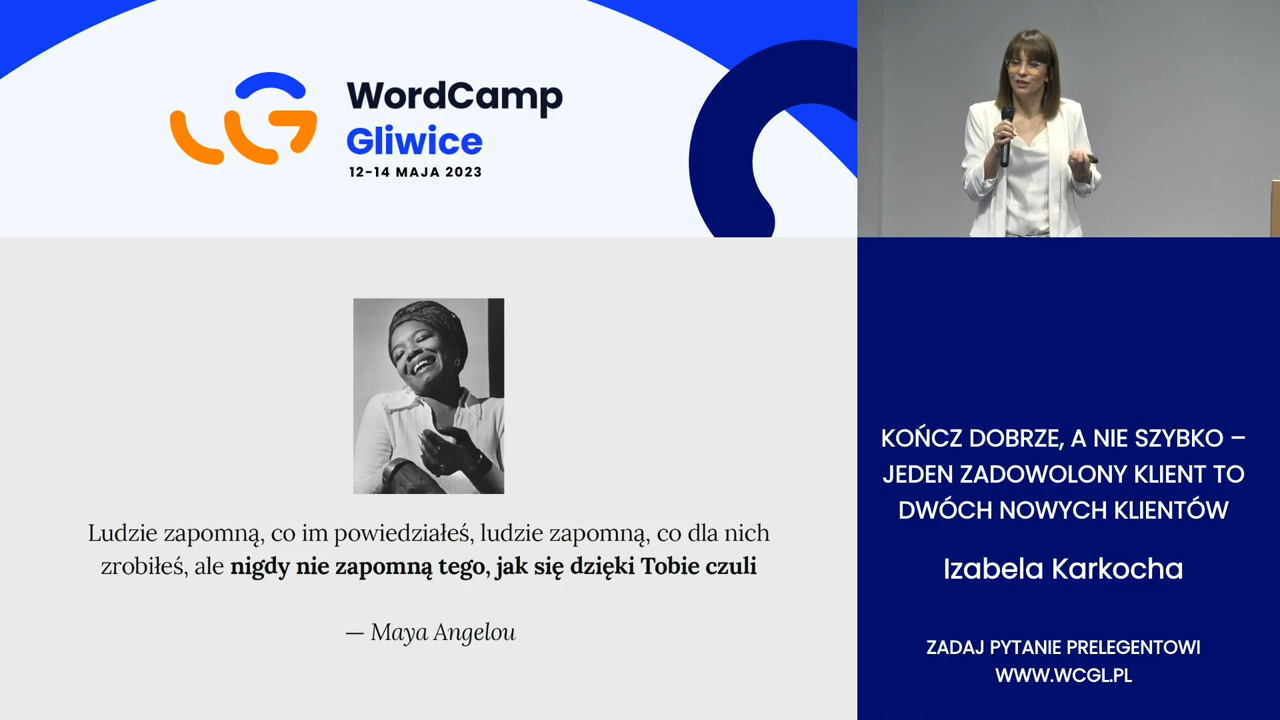 WordCamp
Gliwice
12-14 MAJA 2023
Ludzie zapomną, co im powiedziałeś, ludzie zapomną, co dla nich
zrobiłeś, ale nigdy nie zapomną tego, jak się dzięki Tobie czuli
— Maya Angelou
KOŃCZ DOBRZE, A NIE SZYBKO –
JEDEN ZADOWOLONY KLIENT TO
DWÓCH NOWYCH KLIENTÓW
Izabela Karkocha
ZADAJ PYTANIE PRELEGENTOWI
WWW.WCGL.PL